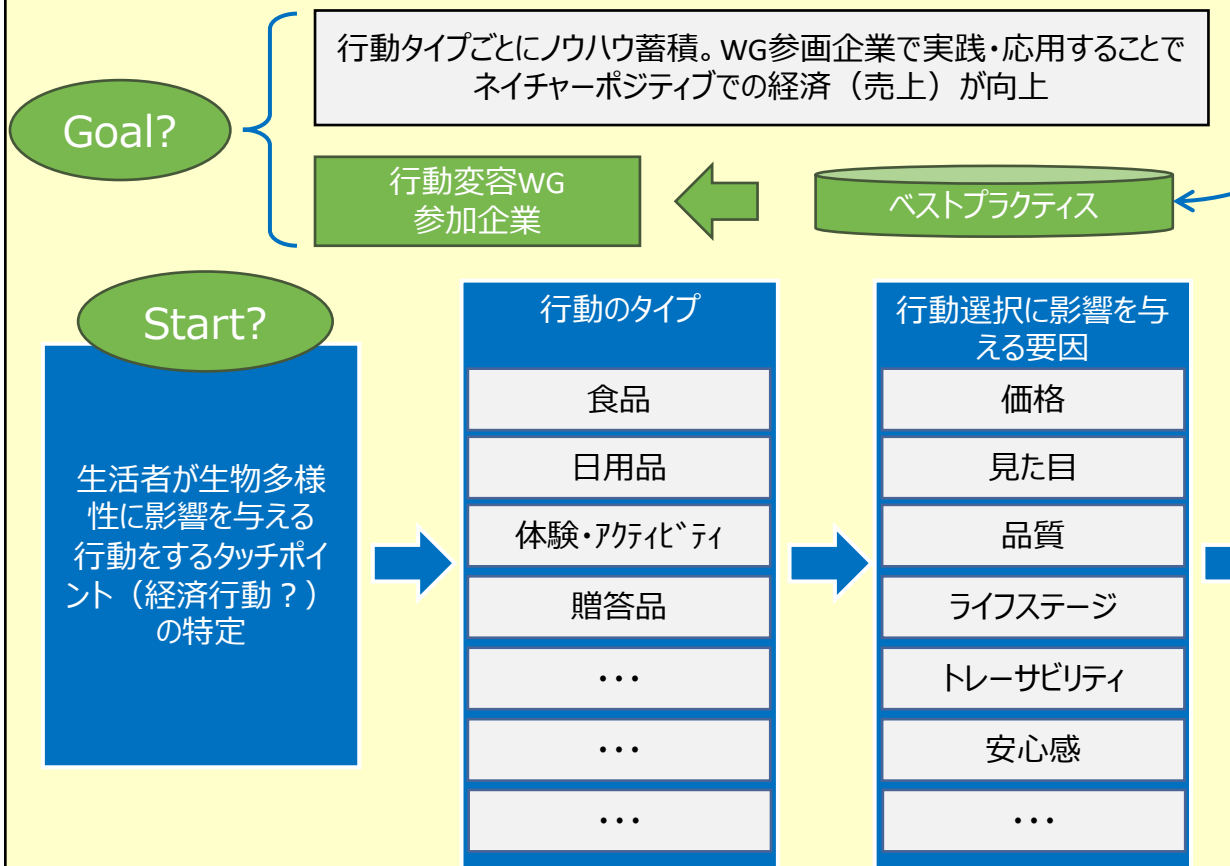 Goal?
行動タイプごとにノウハウ蓄積。WG参画企業で実践・応用することで
ネイチャーポジティブでの経済（売上）が向上
行動変容WG
参加企業
ベストプラクティス
Start?
生活者が生物多様
性に影響を与える
行動をするタッチポイ
ント（経済行動？）
の特定
行動のタイプ
食品
日用品
体験・ｱｸﾃｨﾋﾞﾃｨ
贈答品
・・・
・・・
・・・
行動選択に影響を与
える要因
価格
見た目
品質
ライフステージ
トレーサビリティ
安心感
・・・